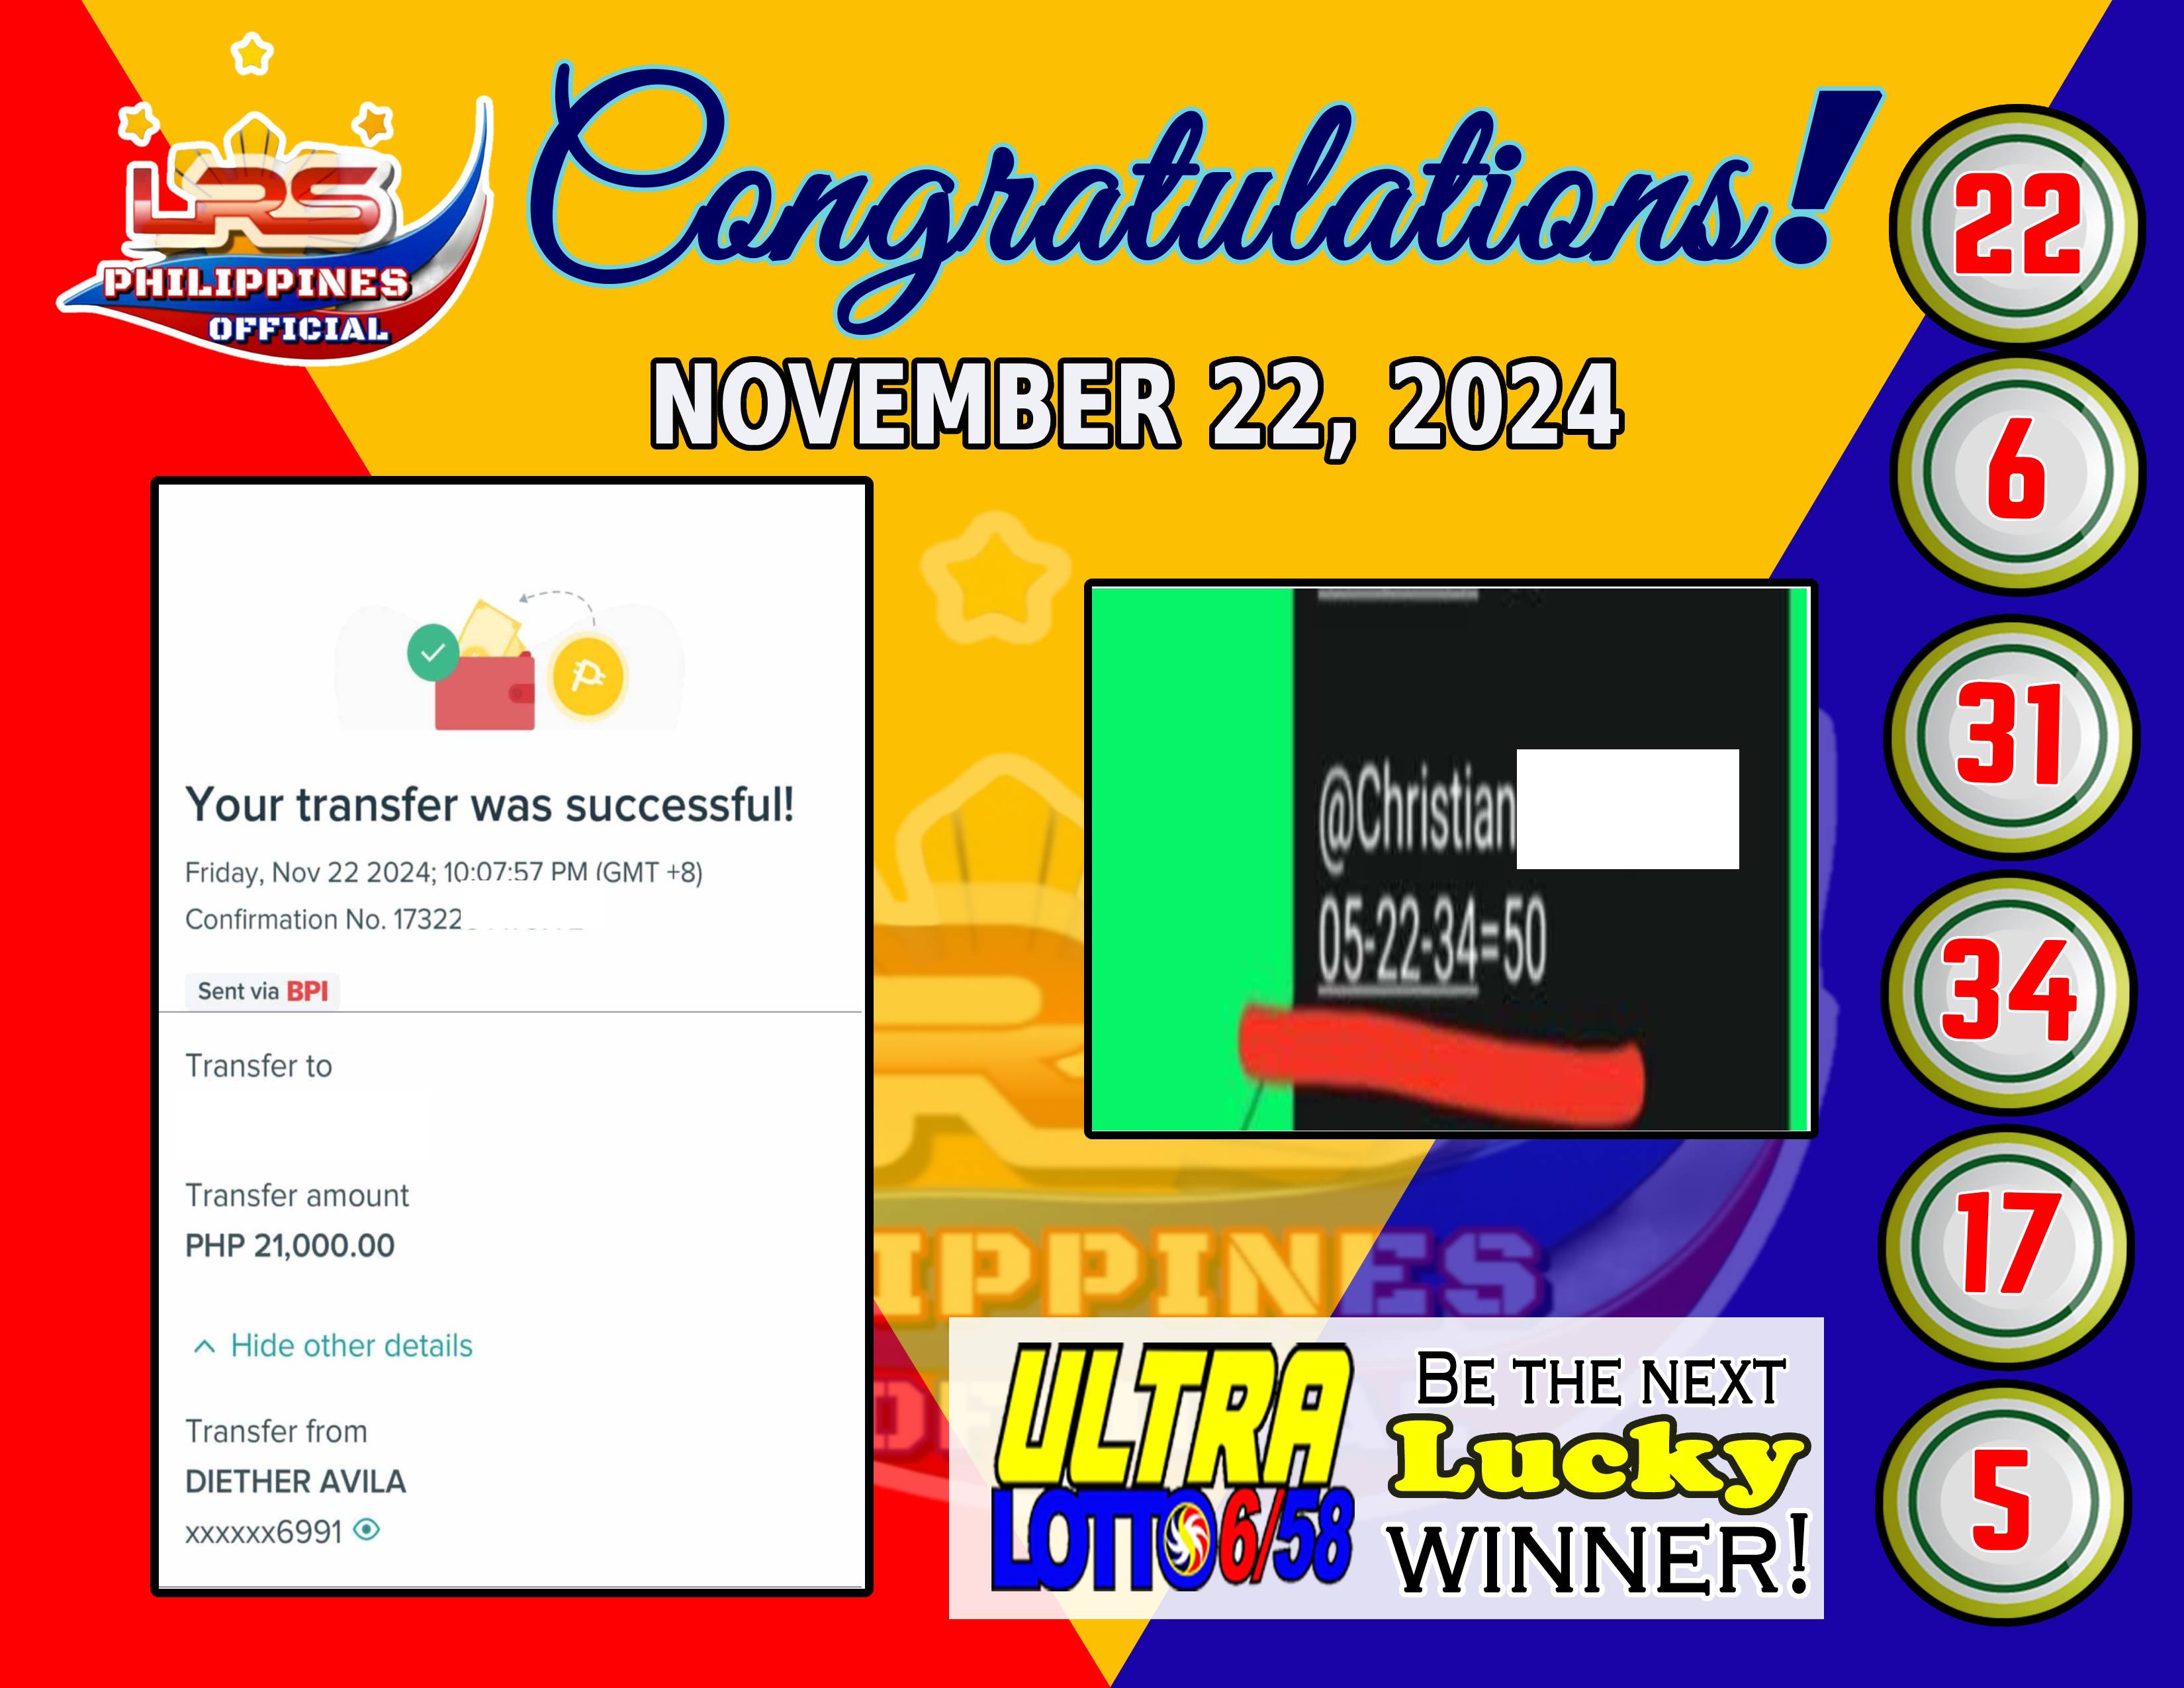 LRS
PHILIPPINES
OFFICIAL
Congratulations!
NOVEMBER 22, 2024
Your transfer was successful!
Friday, Nov 22 2024; 10:07:57 PM (GMT +8)
Confirmation No. 17322
Sent via BPI
Transfer to
Transfer amount
PHP 21,000.00
Hide other details
Transfer from
DIETHER AVILA
xxxxxx6991
@Christian
05-22-34=50
IPPINES
ULTRA
LOTTO 6/58
BE THE NEXT
Lucky
WINNER!
22
6
31
34
17
5